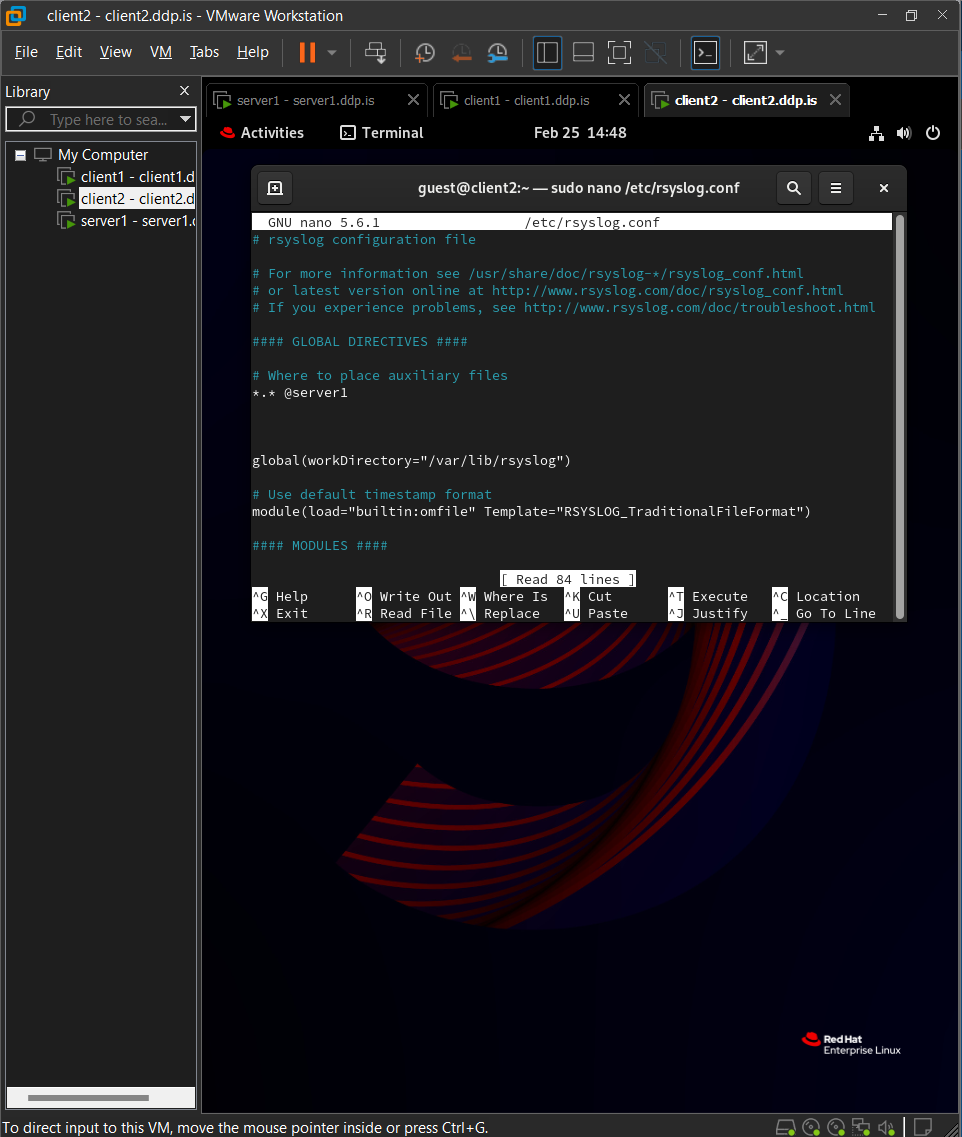 client2 - client2.ddp.is - VMware Workstation
File Edit View VM Tabs Help
Library
Type here to sea...
My Computer
client1 - client1.d
client2 - client2.d
server1 - server1.
server1 - server1.ddp.is
client1 - client1.ddp.is
client2 - client2.ddp.is
Activities Terminal Feb 25 14:48
guest@client2:~ — sudo nano /etc/rsyslog.conf
GNU nano 5.6.1 /etc/rsyslog.conf
# rsyslog configuration file
# For more information see /usr/share/doc/rsyslog-*/rsyslog_conf.html
# or latest version online at http://www.rsyslog.com/doc/rsyslog_conf.html
# If you experience problems, see http://www.rsyslog.com/doc/troubleshoot.html
#### GLOBAL DIRECTIVES ####
# Where to place auxiliary files
*.* @server1
global(workDirectory="/var/lib/rsyslog")
# Use default timestamp format
module(load="builtin:omfile" Template="RSYSLOG_TraditionalFileFormat")
#### MODULES ####
[ Read 84 lines ]
^G Help ^O Write Out ^W Where Is ^K Cut ^T Execute ^C Location
^X Exit ^R Read File ^\ Replace ^U Paste ^J Justify ^_ Go To Line
Red Hat
Enterprise Linux
To direct input to this VM, move the mouse pointer inside or press Ctrl+G.